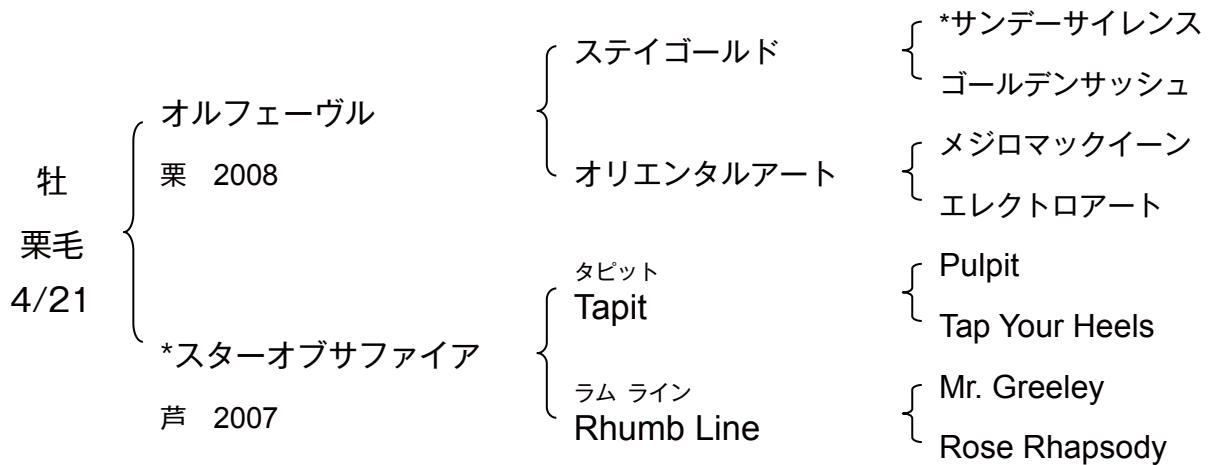 牡
栗毛
4/21
オルフェーヴル
栗 2008
*スターオブサファイア
芦 2007
ステイゴールド
オリエンタルアート
タピット
Tapit
ラム ライン
Rhumb Line
*サンデーサイレンス
ゴールデンサッシュ
メジロマックイーン
エレクトロアート
Pulpit
Tap Your Heels
Mr. Greeley
Rose Rhapsody